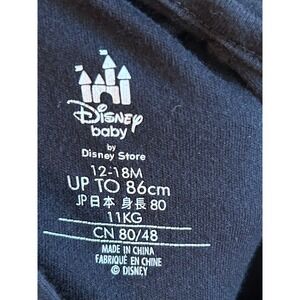 Disney
baby
by
Disney Store
12-18M
UP TO 86cm
JP日本 身長 80
11KG
CN 80/48
MADE IN CHINA
FABRIQUÉ EN CHINE
© DISNEY